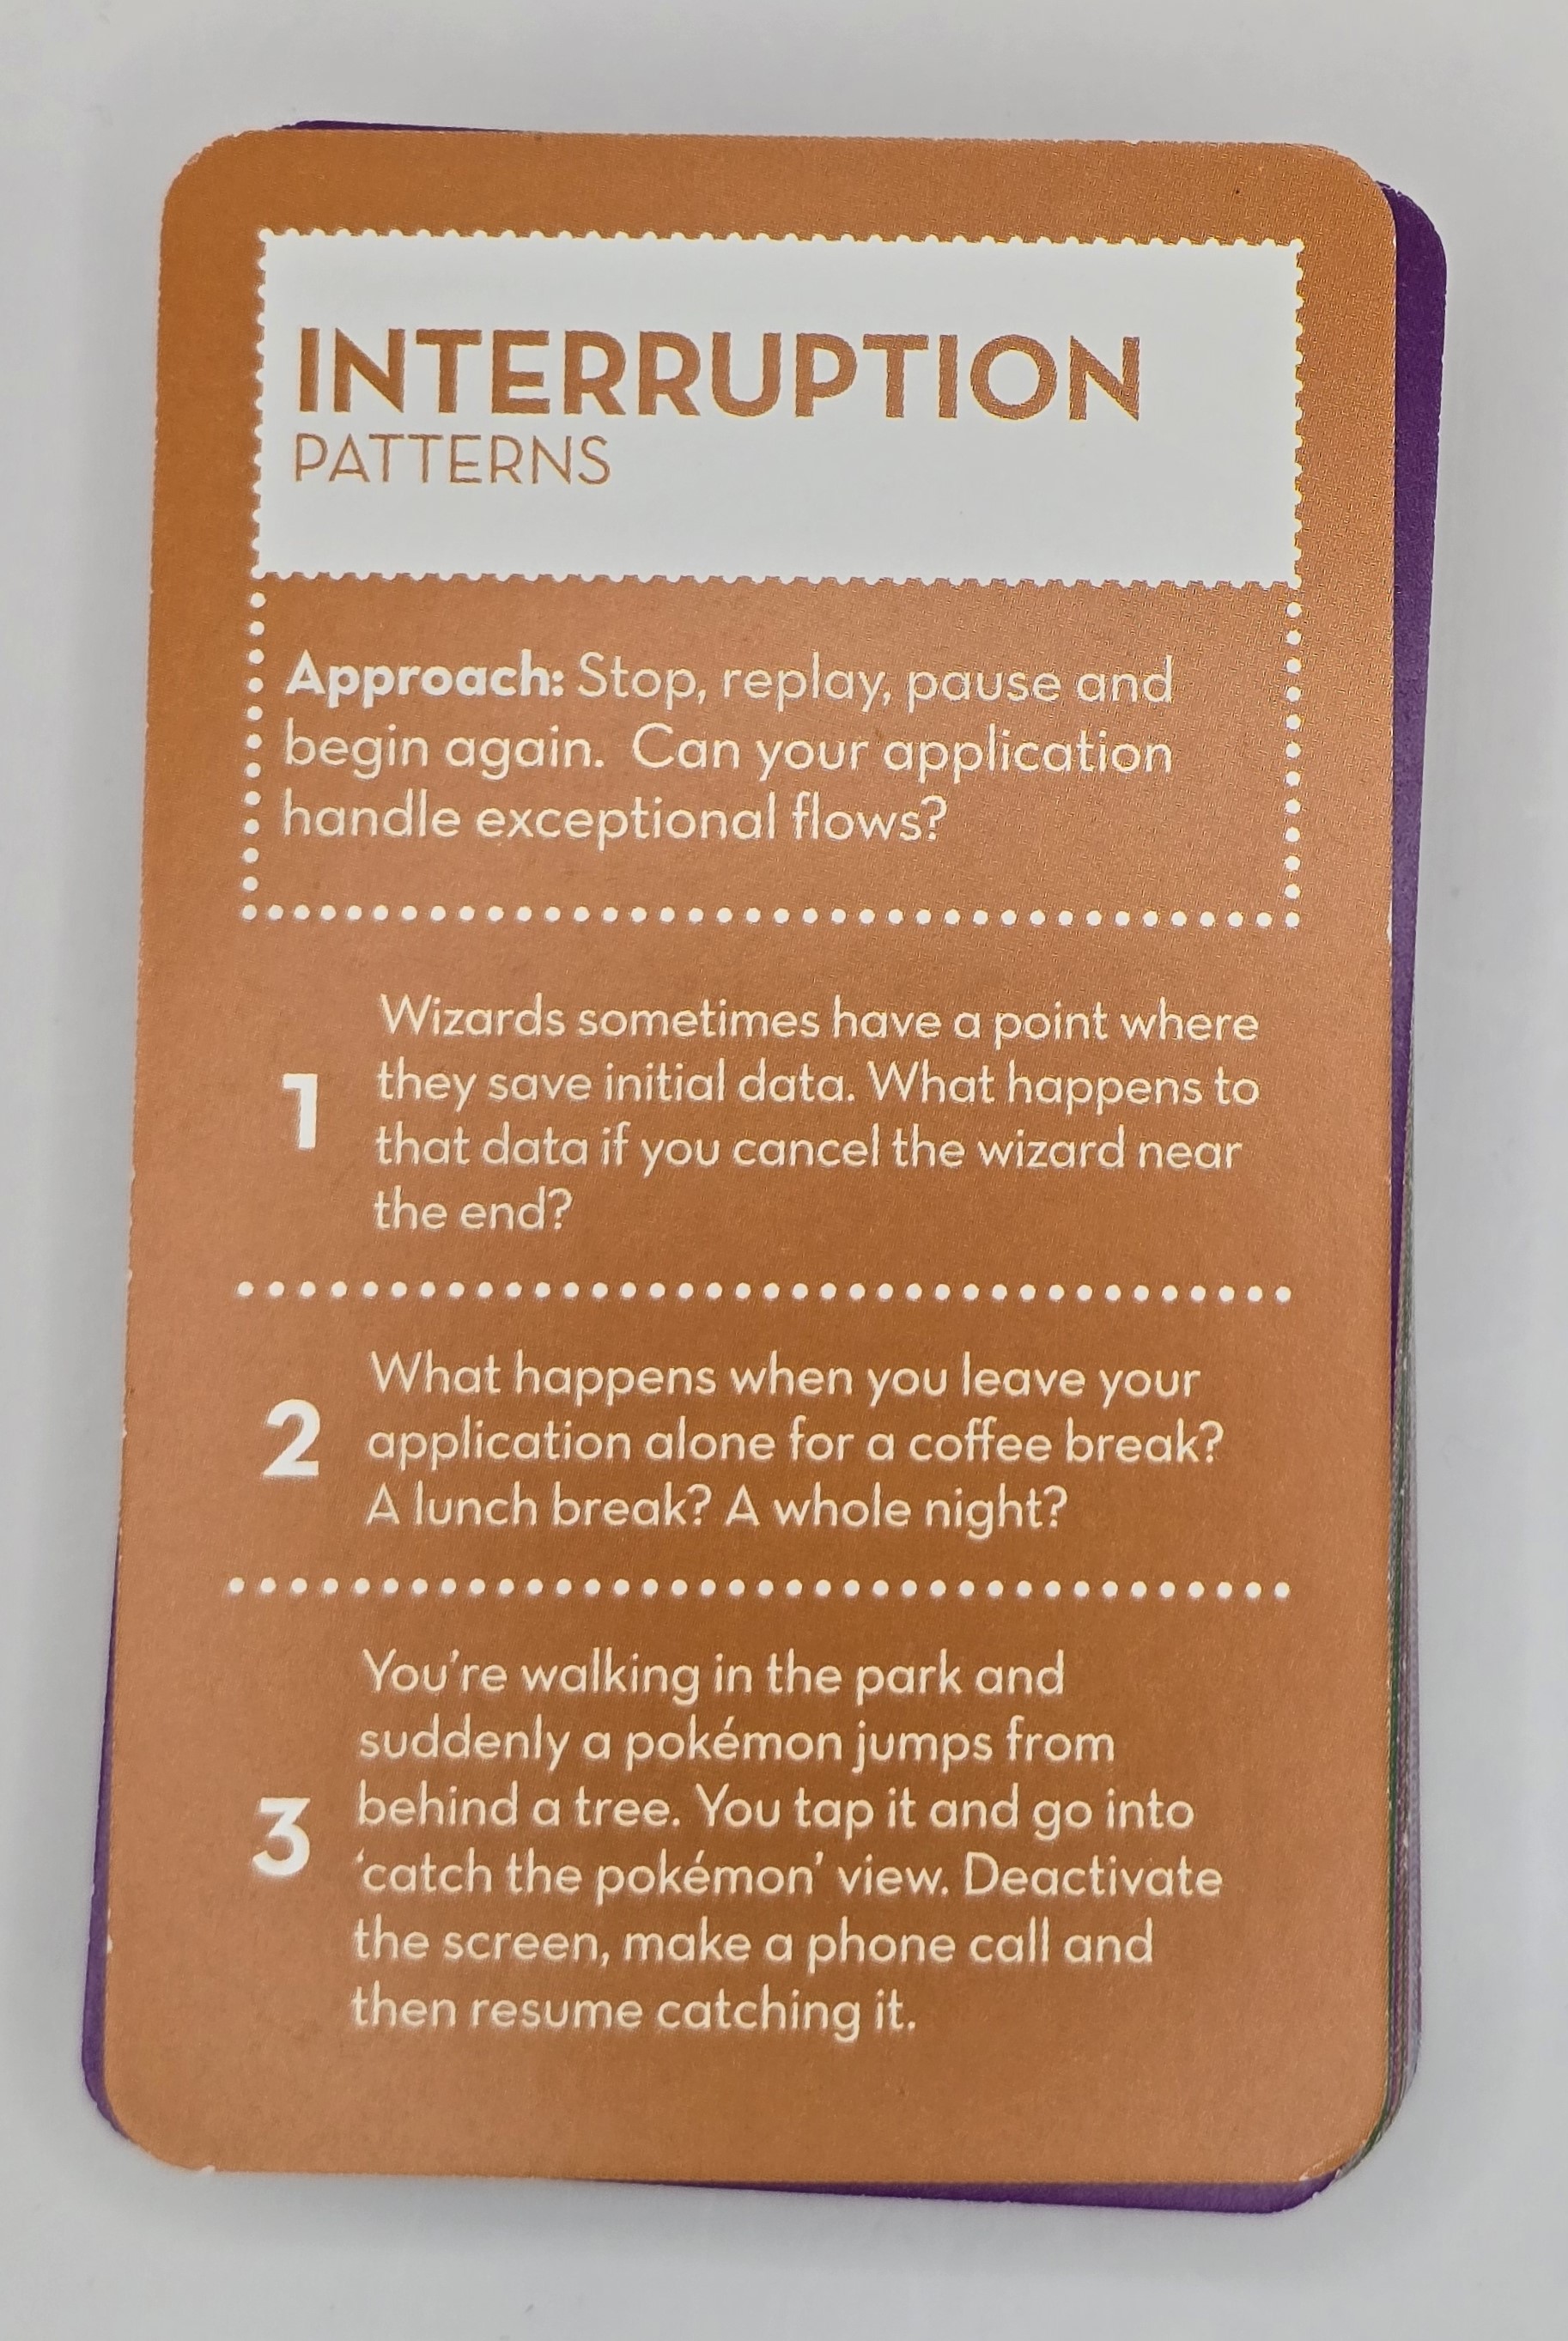 INTERRUPTION
PATTERNS
Approach: Stop, replay, pause and
begin again. Can your application
handle exceptional flows?
1
Wizards sometimes have a point where
they save initial data. What happens to
that data if you cancel the wizard near
the end?
2
What happens when you leave your
application alone for a coffee break?
A lunch break? A whole night?
3
You're walking in the park and
suddenly a pokémon jumps from
behind a tree. You tap it and go into
‘catch the pokémon’ view. Deactivate
the screen, make a phone call and
then resume catching it.